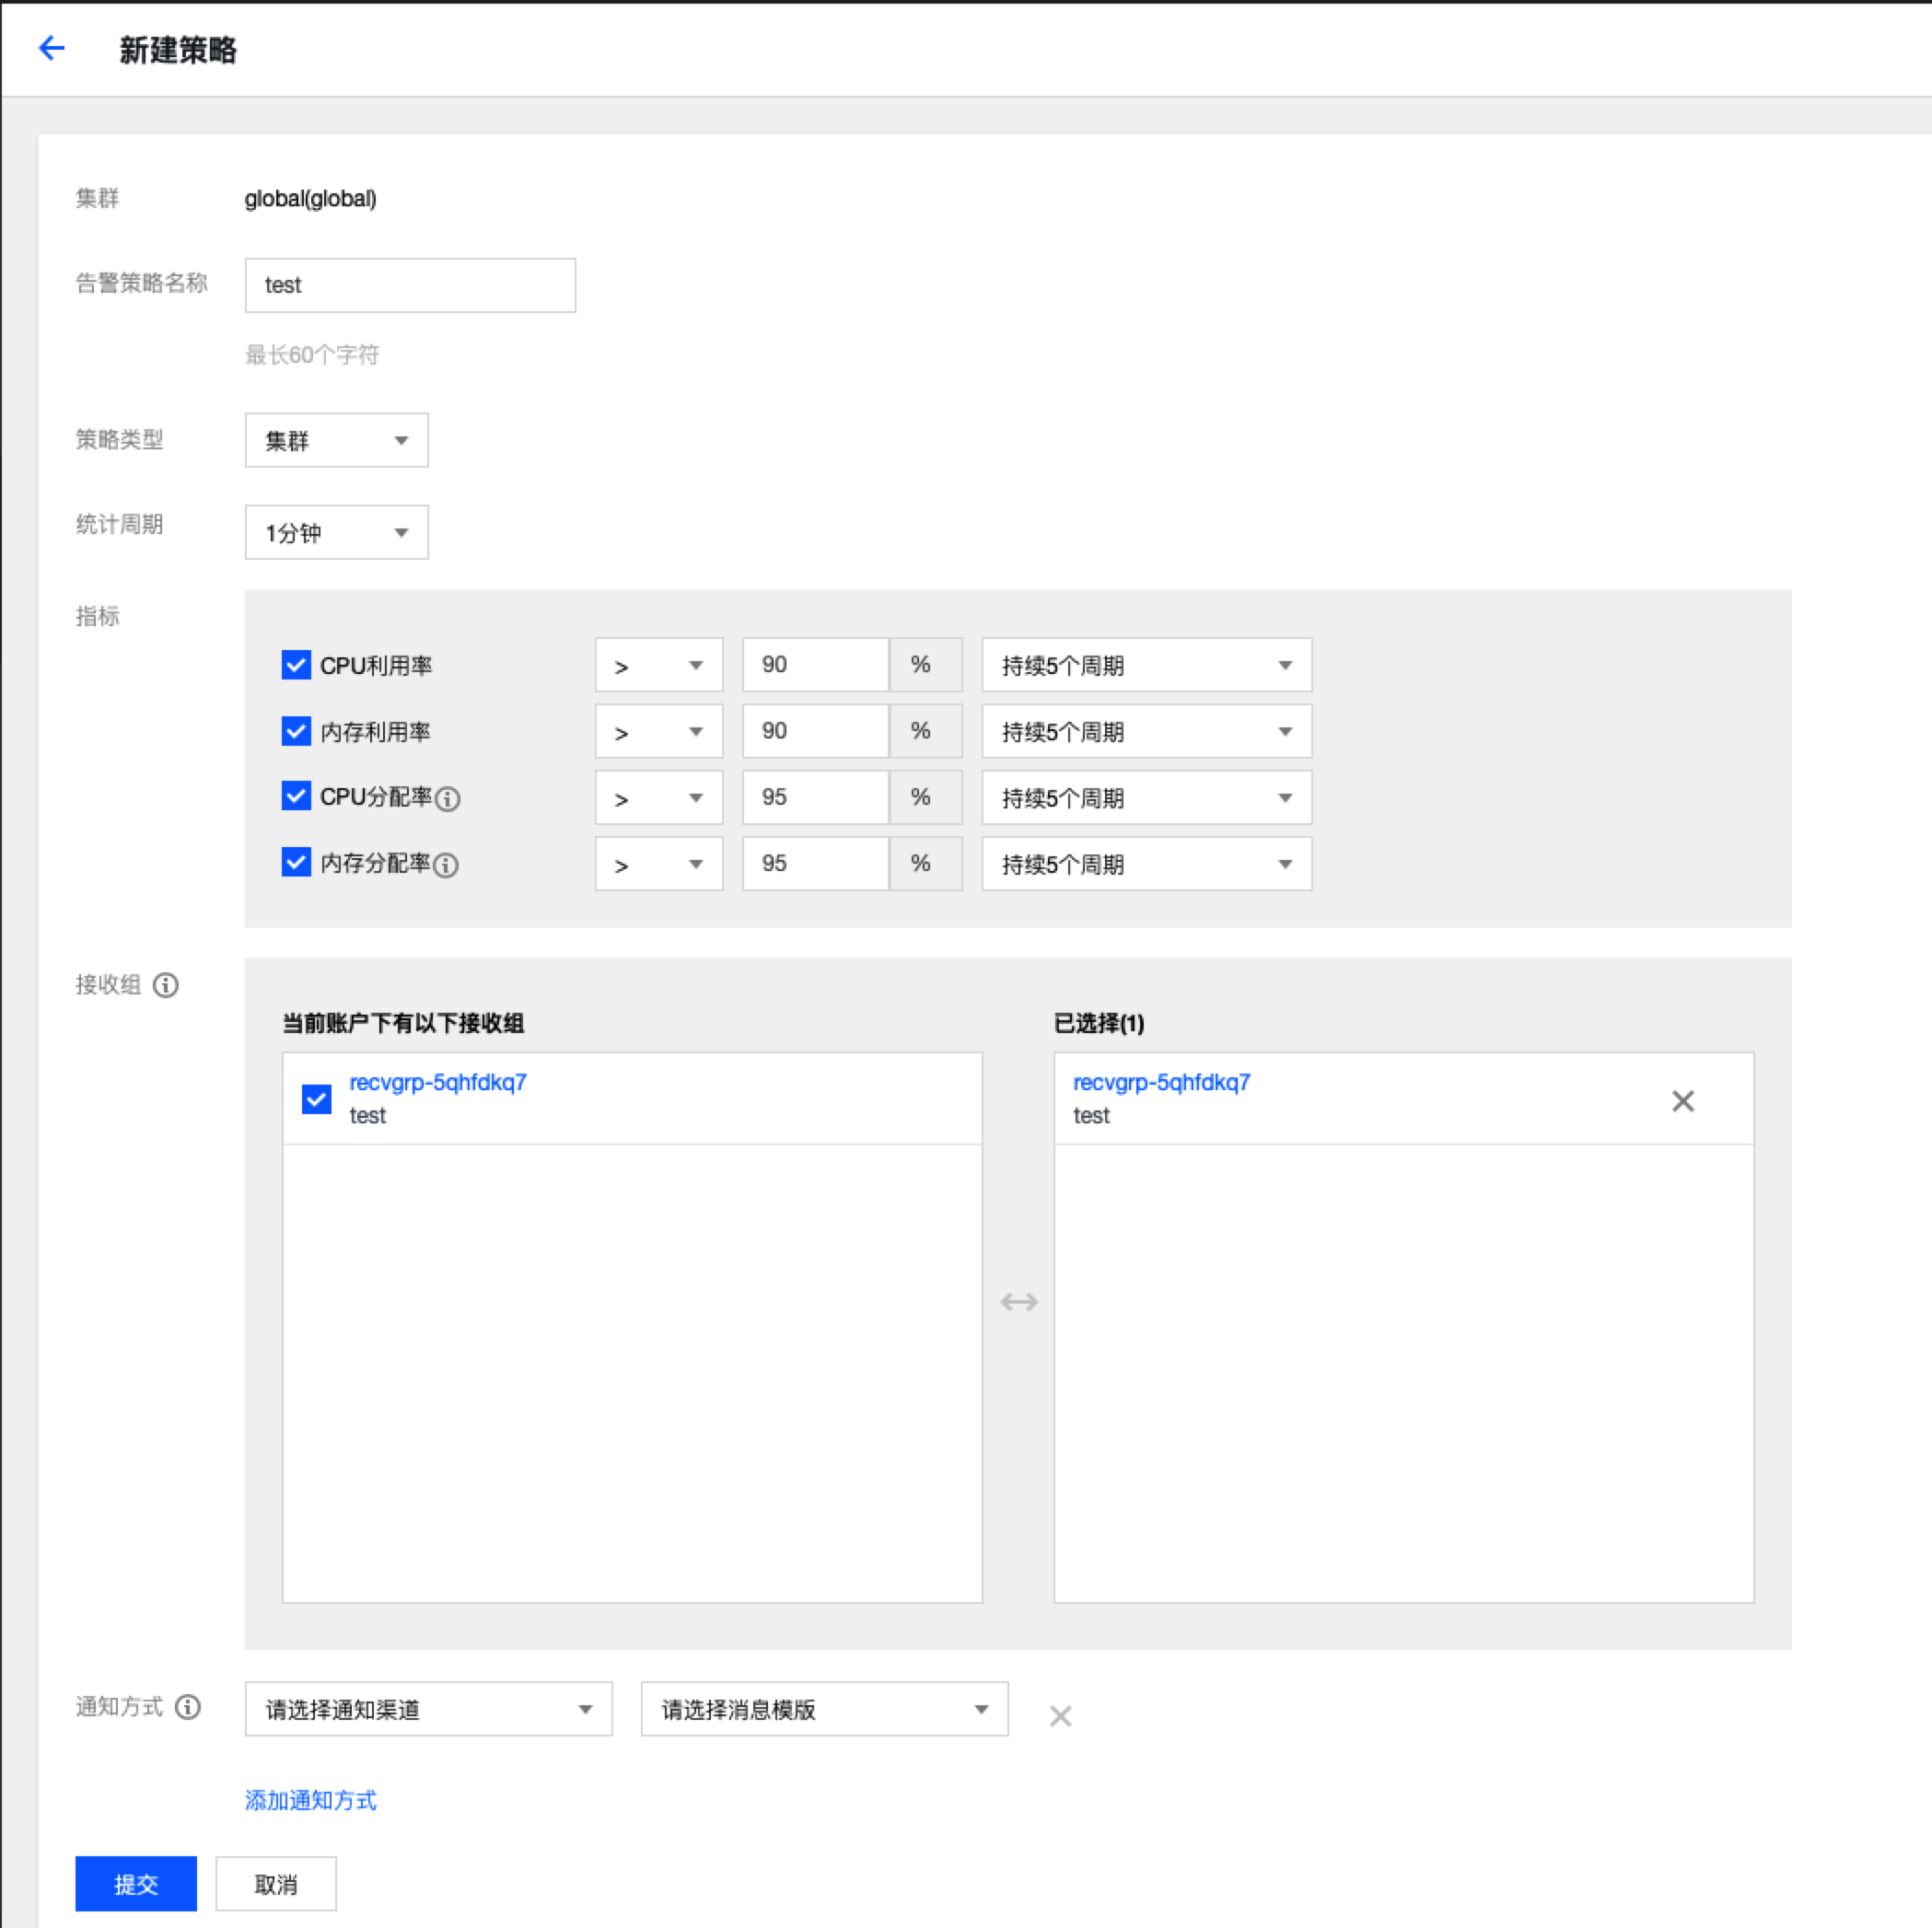 新建策略
集群 global(global)
告警策略名称 test
最长60个字符
策略类型 集群
统计周期 1分钟
指标
CPU利用率 > 90 % 持续5个周期
内存利用率 > 90 % 持续5个周期
CPU分配率 > 95 % 持续5个周期
内存分配率 > 95 % 持续5个周期
接收组
当前账户下有以下接收组 已选择(1)
recvgrp-5qhfdkq7 recvgrp-5qhfdkq7
test test
通知方式 请选择通知渠道 请选择消息模版
添加通知方式
提交 取消